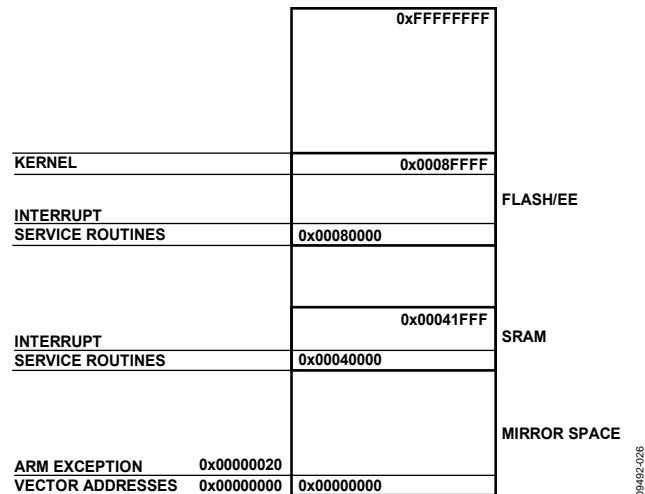 0xFFFFFFFF
KERNEL 0x0008FFFF
FLASH/EE
INTERRUPT
SERVICE ROUTINES 0x00080000
0x00041FFF
SRAM
INTERRUPT
SERVICE ROUTINES 0x00040000
MIRROR SPACE
ARM EXCEPTION 0x00000020
VECTOR ADDRESSES 0x00000000 0x00000000
09492-026